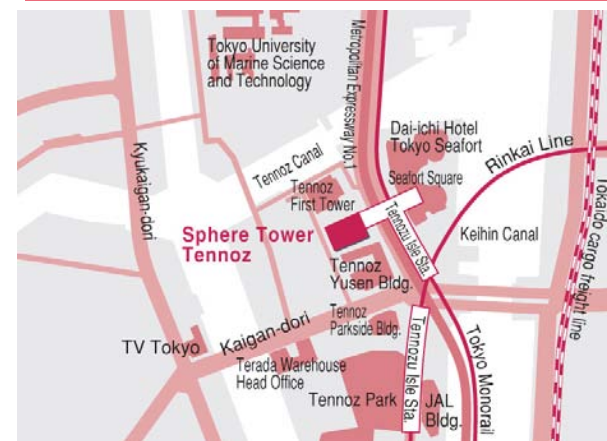 Tokyo University
of Marine Science
and Technology
Metropolitan Expressway No.1
Dai-ichi Hotel
Tokyo Seafort
Rinkai Line
Kyukaigan-dori
Tennoz Canal
Seafort Square
Tennoz
First Tower
Tokaido cargo freight line
Sphere Tower
Tennoz
Tennozu Isle Sta.
Keihin Canal
Tennoz
Yusen Bldg.
Tennoz
Parkside Bldg.
Kaigan-dori
TV Tokyo
Terada Warehouse
Head Office
Tennozu Isle Sta.
Tokyo Monorail
Tennoz Park
JAL
Bldg.